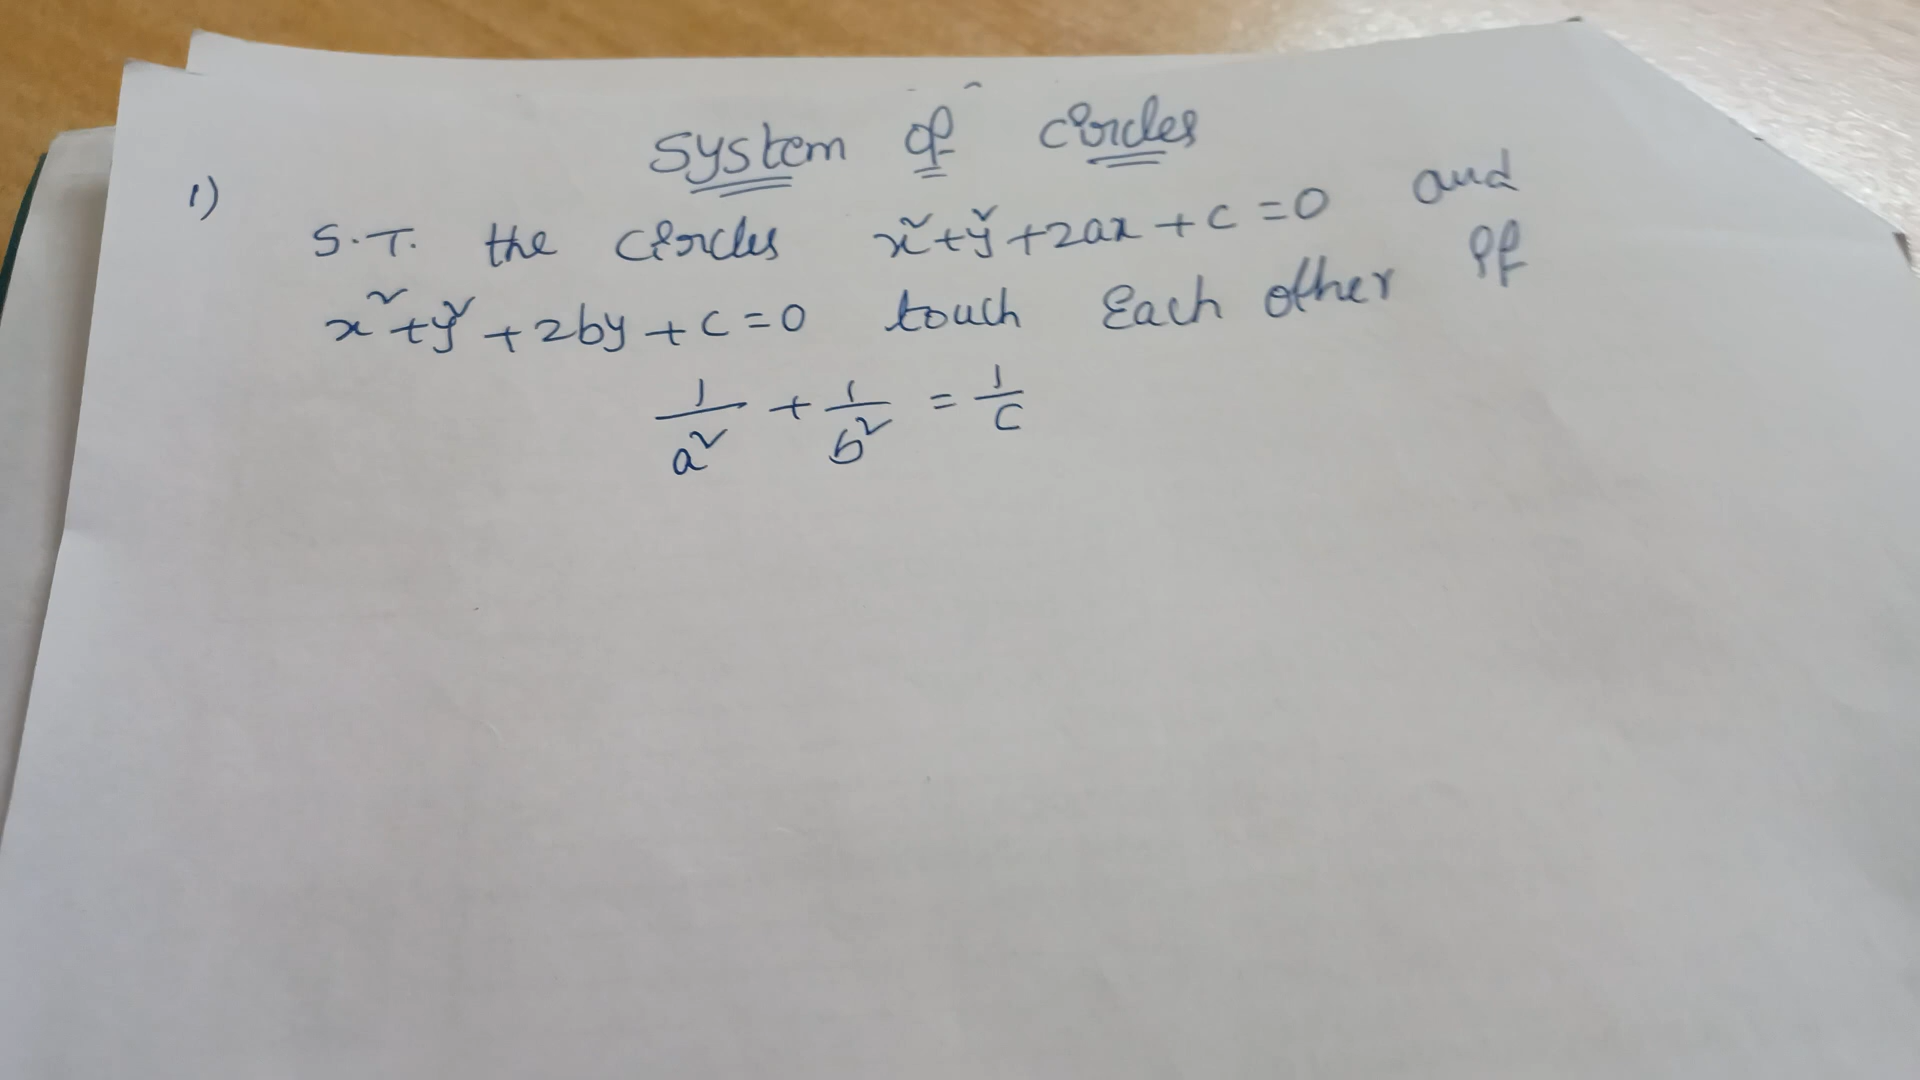 System of circles
1)
S.T. the circles x²+y²+2ax+c=0 and
x²+y²+2by+c=0 touch Each other if
1/a² + 1/b² = 1/c